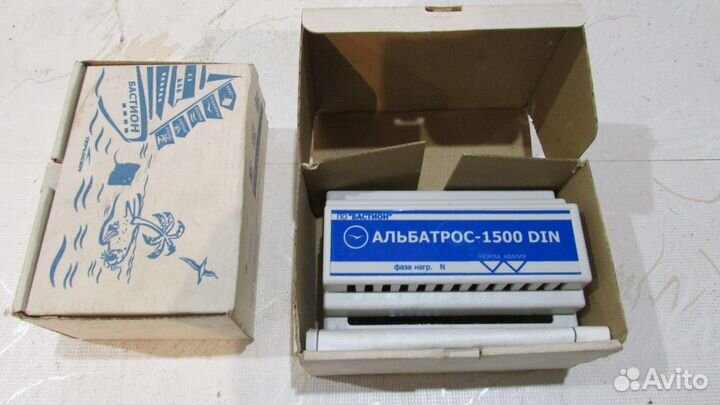 БАСТИОН
ПО "БАСТИОН"
АЛЬБАТРОС-1500 DIN
НОРМА АВАРИЯ
фаза нагр. N
Avito